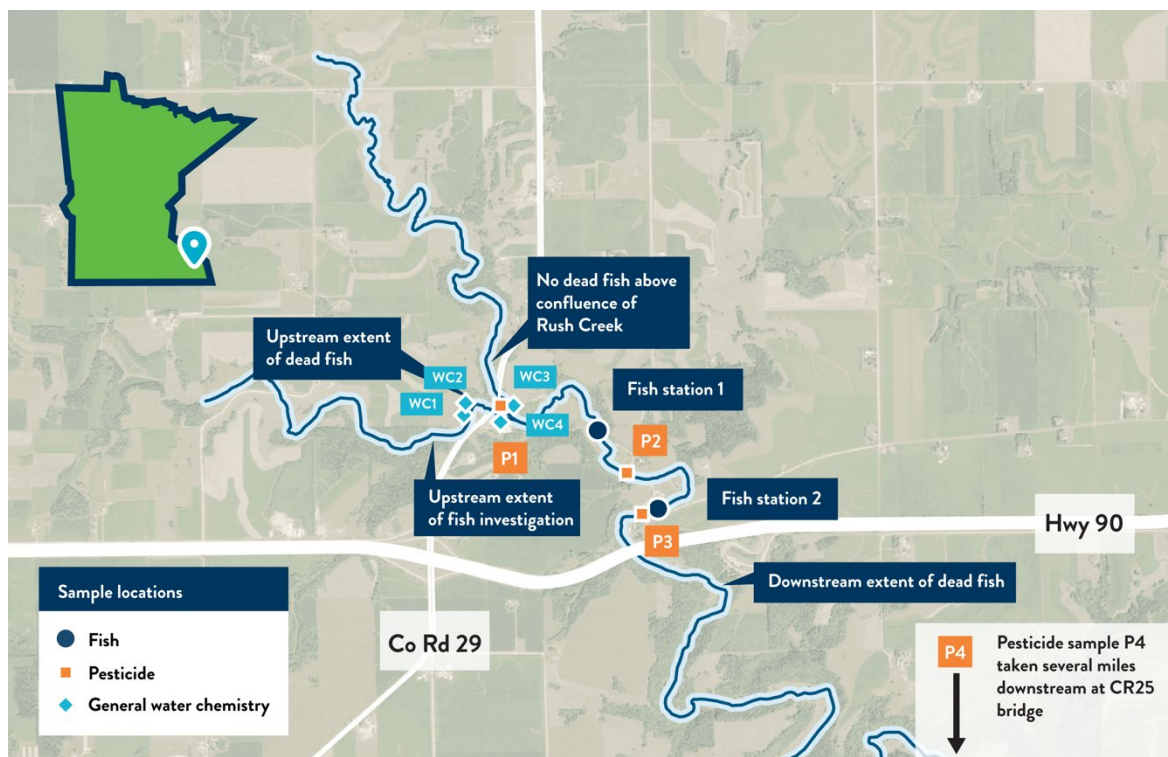 No dead fish above
confluence of
Rush Creek
Upstream extent
of dead fish
WC2
WC3
WC1
WC4
Fish station 1
P1
P2
Upstream extent
of fish investigation
Fish station 2
P3
Hwy 90
Downstream extent of dead fish
Sample locations
Fish
Pesticide
General water chemistry
Co Rd 29
P4
Pesticide sample P4
taken several miles
downstream at CR25
bridge